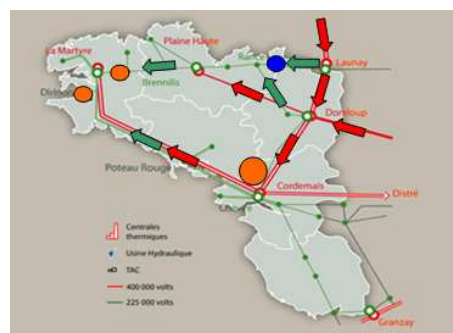 La Martyre
Plaine Haute
Rance
Launay
Brennilis
Dirinon
Domloup
Poteau Rouge
Cordemais
Distré
Centrales
thermiques
Usine Hydraulique
TAC
400 000 volts
225 000 volts
Granzay